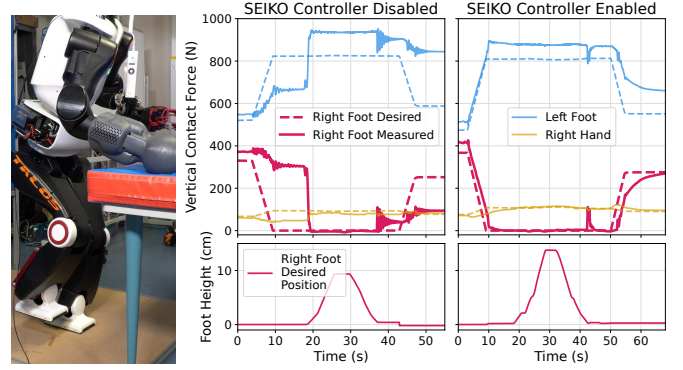 SEIKO Controller Disabled
SEIKO Controller Enabled
Vertical Contact Force (N)
1000
800
600
400
200
0
Right Foot Desired
Right Foot Measured
Left Foot
Right Hand
Foot Height (cm)
10
0
Right Foot
Desired
Position
0 10 20 30 40 50
Time (s)
0 10 20 30 40 50 60
Time (s)
TALOS